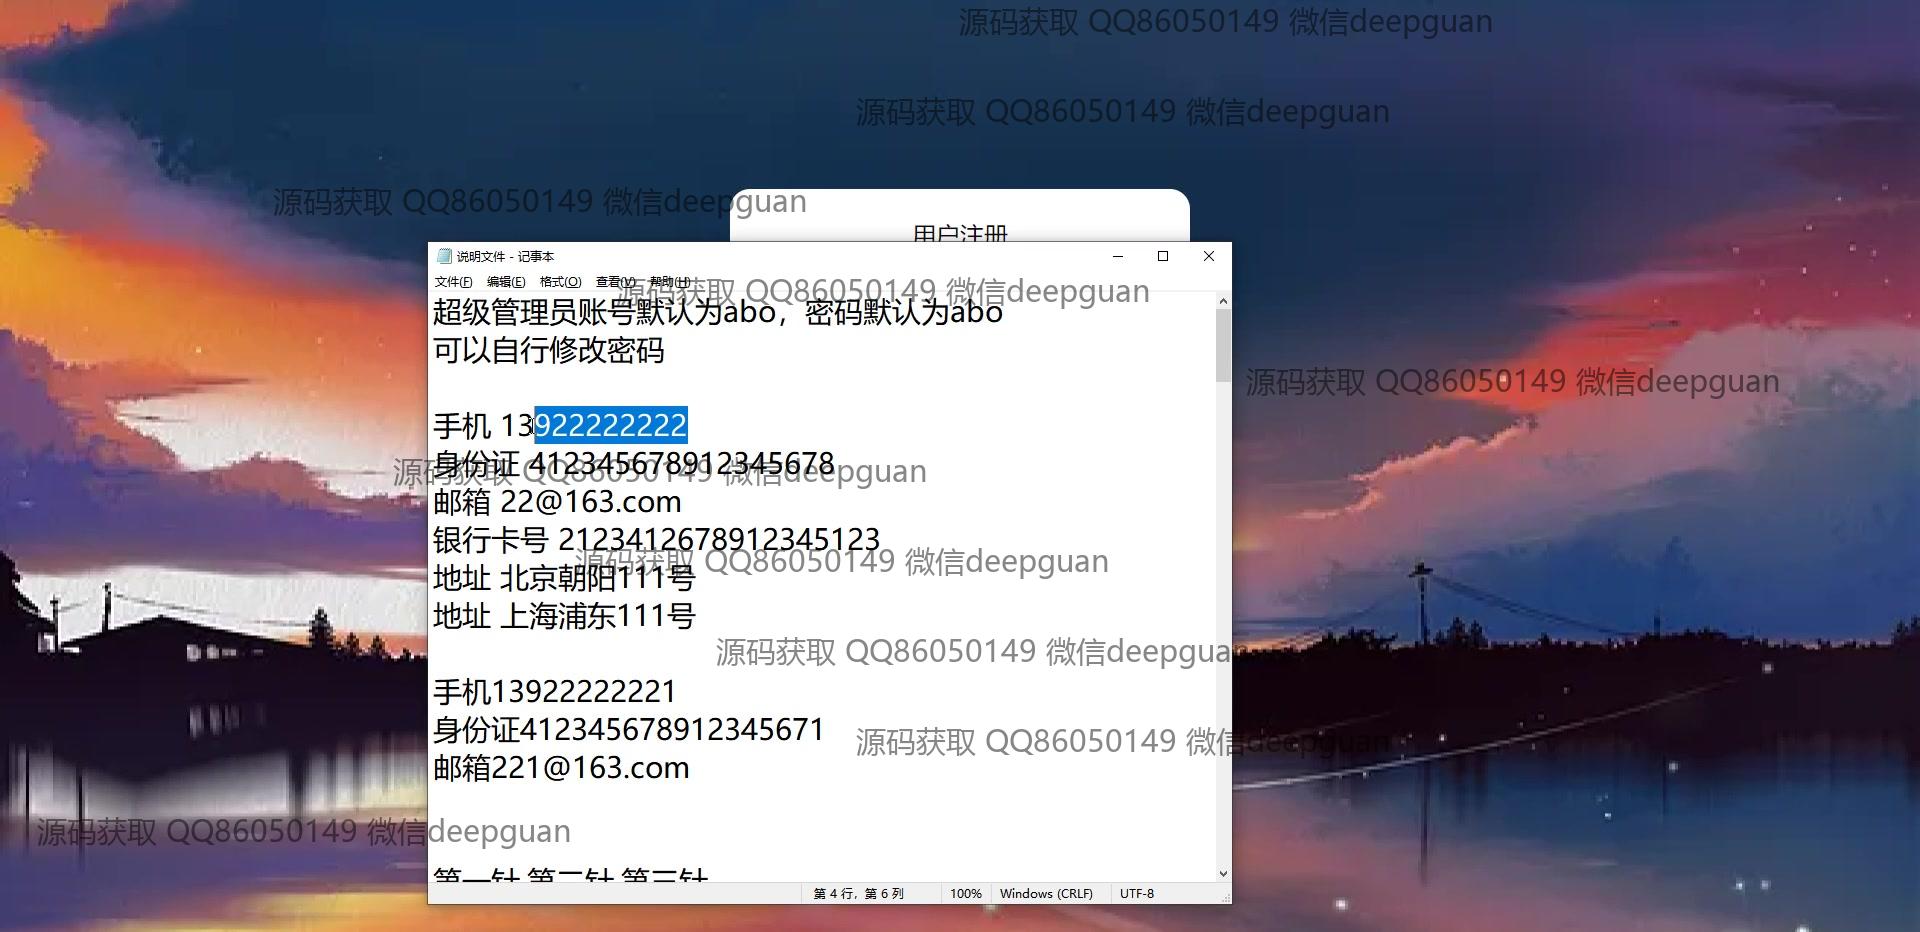 源码获取 QQ86050149 微信deepguan
源码获取 QQ86050149 微信deepguan
源码获取 QQ86050149 微信deepguan
用户注册
说明文件 - 记事本
文件(F) 编辑(E) 格式(O) 查看(V) 帮助(H)
源码获取 QQ86050149 微信deepguan
超级管理员账号默认为abo，密码默认为abo
可以自行修改密码
源码获取 QQ86050149 微信deepguan
手机 13922222222
身份证 412345678912345678
源码获取 QQ86050149 微信deepguan
邮箱 22@163.com
银行卡号 2123412678912345123
源码获取 QQ86050149 微信deepguan
地址 北京朝阳111号
地址 上海浦东111号
源码获取 QQ86050149 微信deepguan
手机13922222221
身份证412345678912345671
源码获取 QQ86050149 微信deepguan
邮箱221@163.com
源码获取 QQ86050149 微信deepguan
第一针 第二针 第三针
第 4 行，第 6 列 100% Windows (CRLF) UTF-8